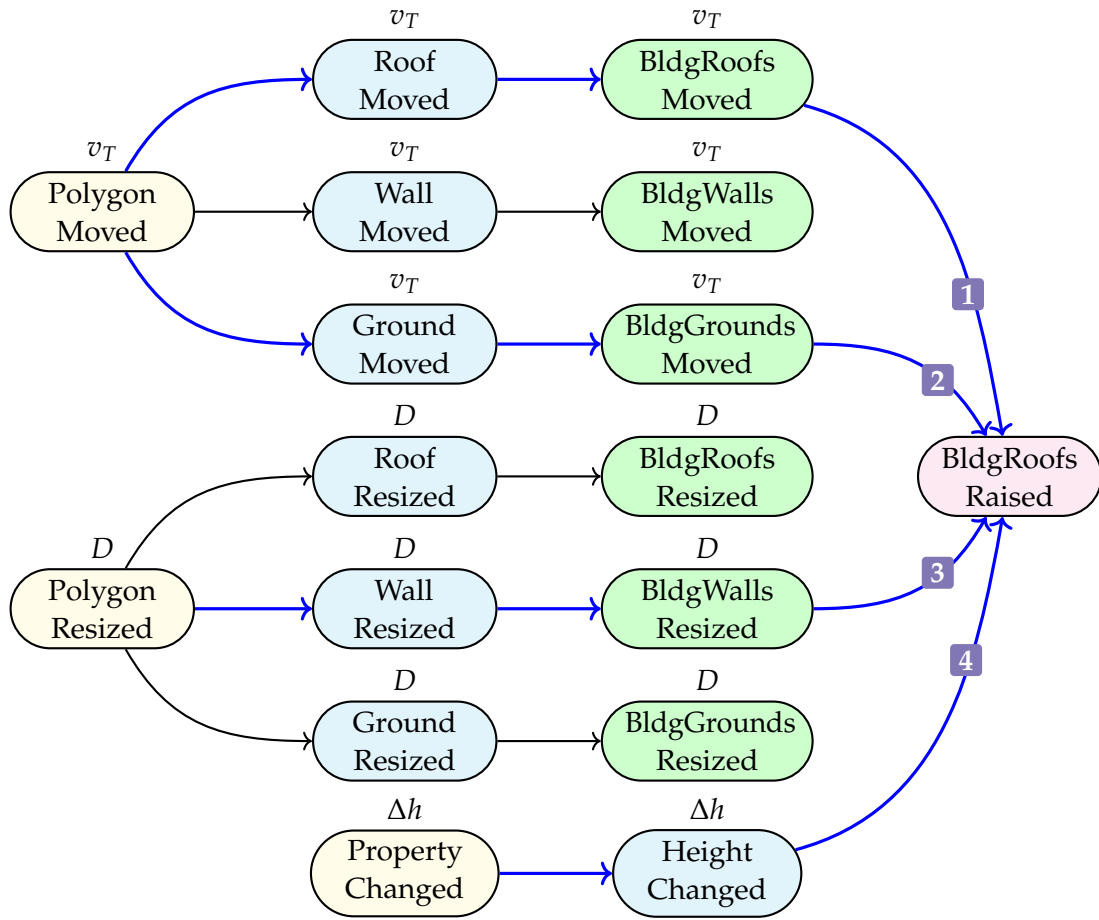 v_T
v_T
Roof
Moved
BldgRoofs
Moved
v_T
v_T
v_T
Polygon
Moved
Wall
Moved
BldgWalls
Moved
v_T
v_T
Ground
Moved
BldgGrounds
Moved
1
2
D
D
Roof
Resized
BldgRoofs
Resized
BldgRoofs
Raised
D
D
D
Polygon
Resized
Wall
Resized
BldgWalls
Resized
3
4
D
D
Ground
Resized
BldgGrounds
Resized
Δh
Δh
Property
Changed
Height
Changed